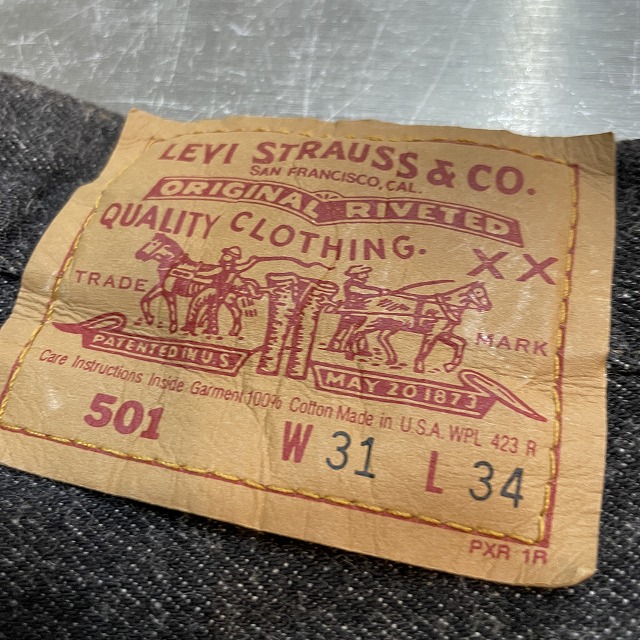 LEVI STRAUSS & CO.
SAN FRANCISCO, CAL.
ORIGINAL RIVETED
QUALITY CLOTHING.
XX
TRADE MARK
PATENTED IN U.S.
MAY 20 1873
Care Instructions Inside Garment 100% Cotton Made in U.S.A. WPL 423 R
501 W 31 L 34
PXR 1R